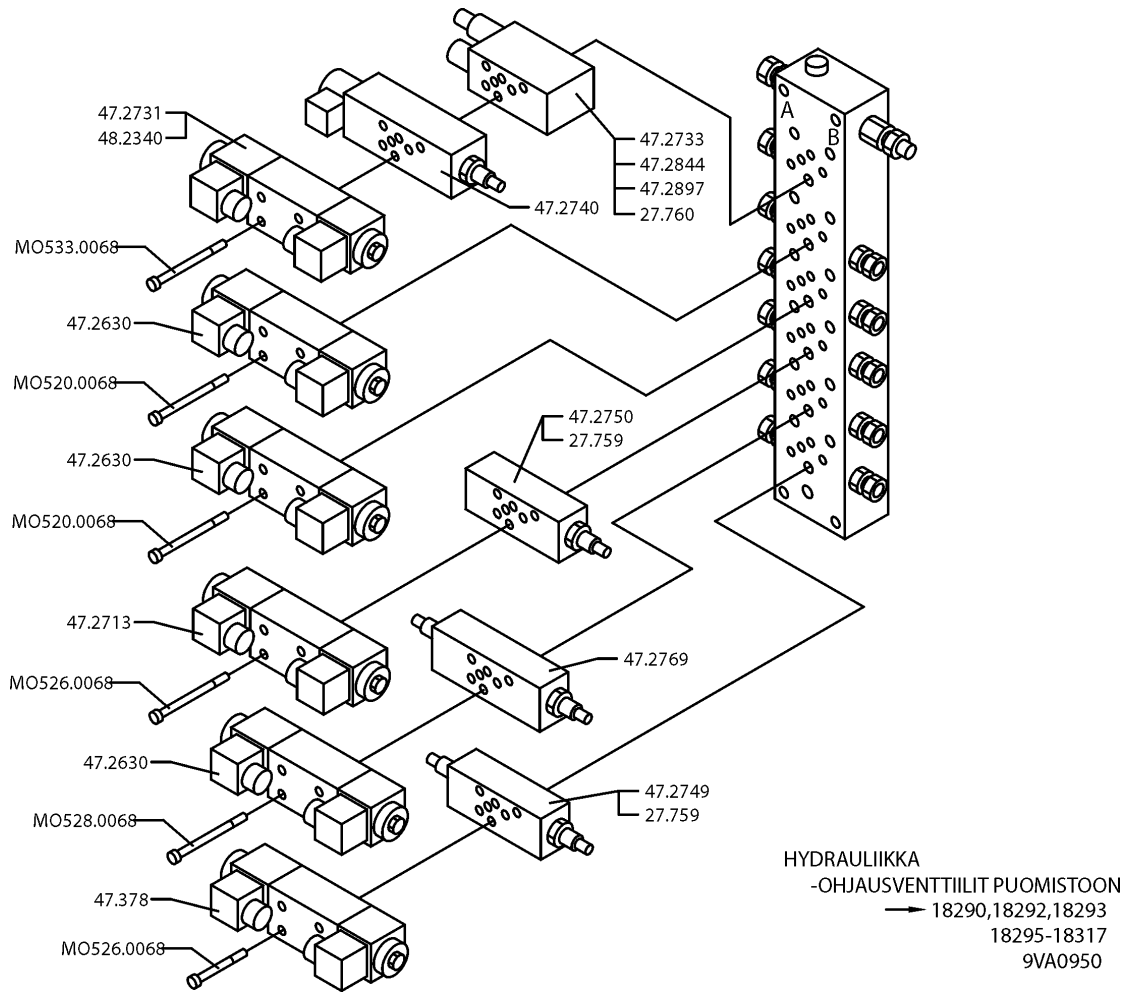 47.2731
48.2340
A
B
47.2733
47.2844
47.2897
27.760
47.2740
MO533.0068
47.2630
MO520.0068
47.2750
27.759
47.2630
MO520.0068
47.2713
47.2769
MO526.0068
47.2630
47.2749
27.759
MO528.0068
HYDRAULIIKKA
-OHJAUSVENTTIILIT PUOMISTOON
18290,18292,18293
18295-18317
9VA0950
47.378
MO526.0068